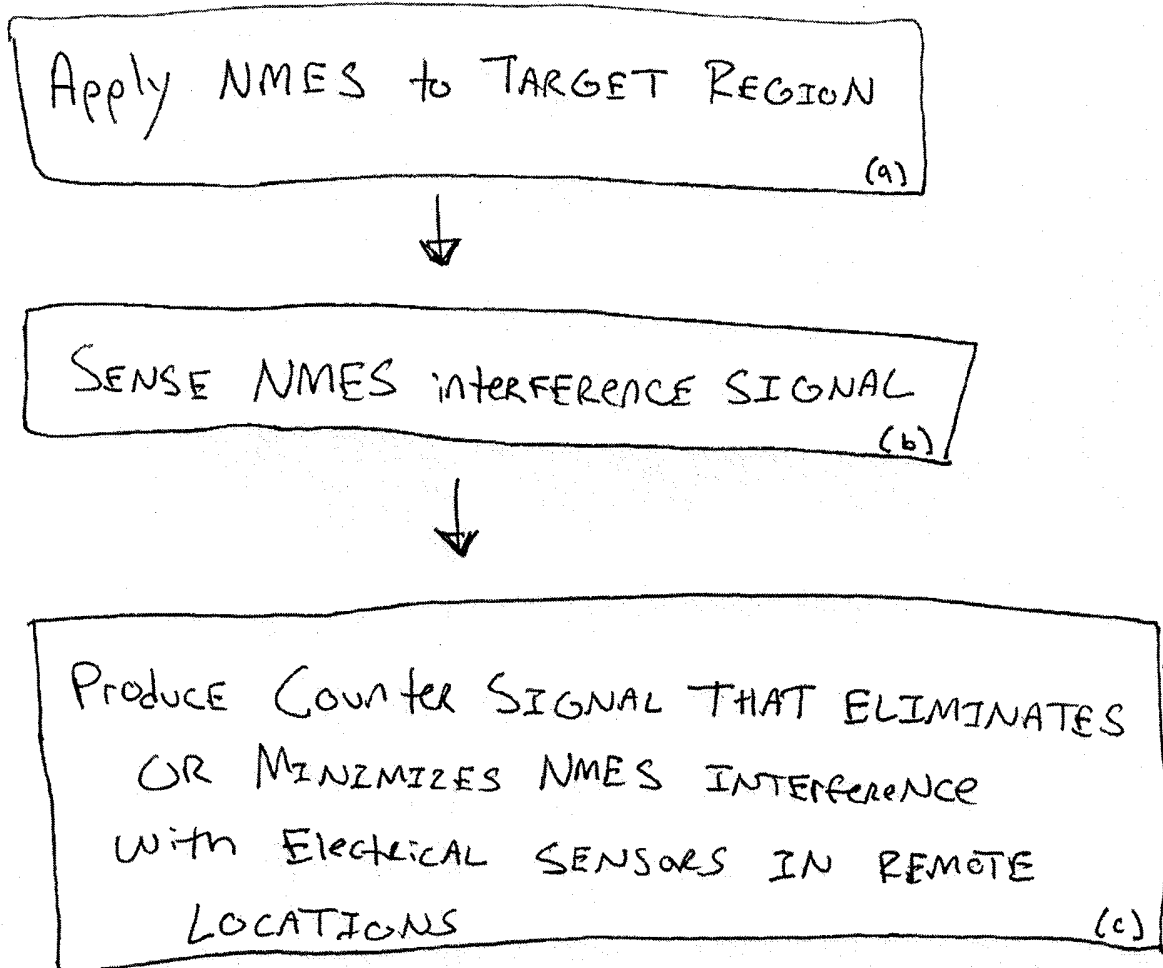 Apply NMES to TARGET REGION
(a)
SENSE NMES interFERENCE SIGNAL
(b)
PRODUCE Counter SIGNAL THAT ELIMINATES
OR MINIMIZES NMES INTERFERENCE
with Electrical SENSORS IN REMOTE
LOCATIONS
(c)